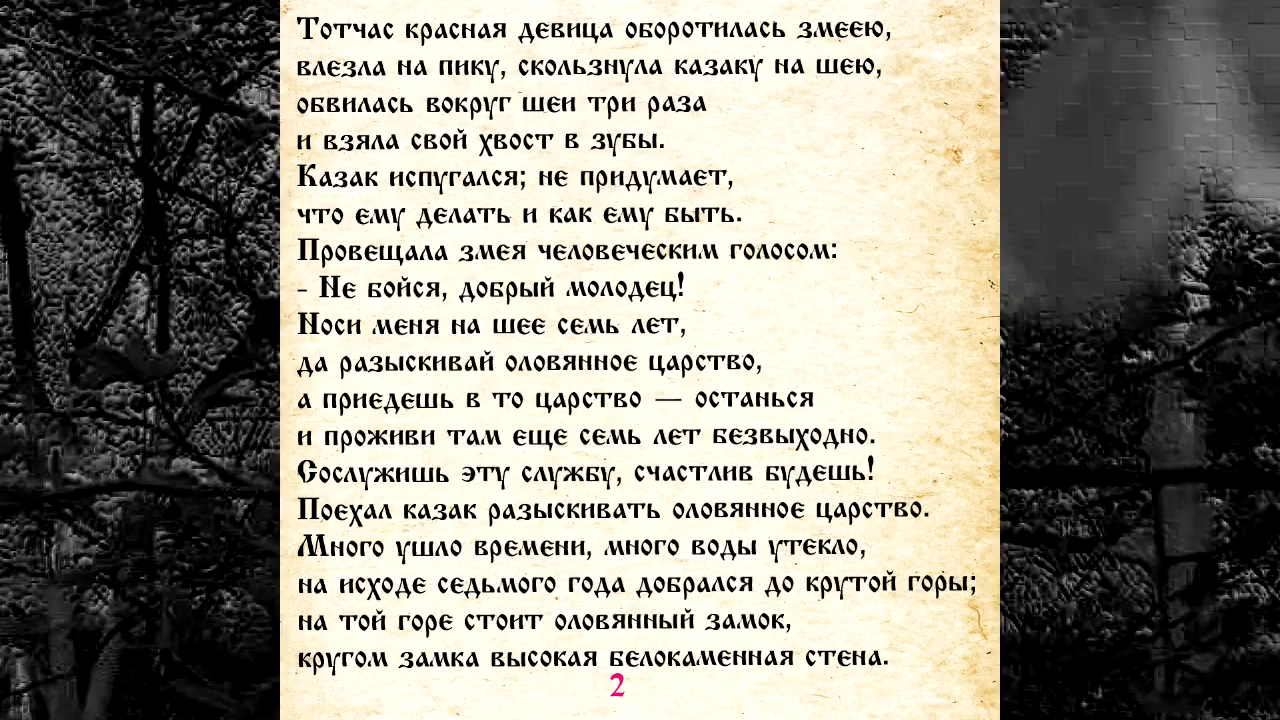 Тотчас красная девица оборотилась змеею,
влезла на пику, скользнула казаку на шею,
обвилась вокруг шеи три раза
и взяла свой хвост в зубы.
Казак испугался; не придумает,
что ему делать и как ему быть.
Провещала змея человеческим голосом:
- Не бойся, добрый молодец!
Носи меня на шее семь лет,
да разыскивай оловянное царство,
а приедешь в то царство — останься
и проживи там еще семь лет безвыходно.
Сослужишь эту службу, счастлив будешь!
Поехал казак разыскивать оловянное царство.
Много ушло времени, много воды утекло,
на исходе седьмого года добрался до крутой горы;
на той горе стоит оловянный замок,
кругом замка высокая белокаменная стена.
2